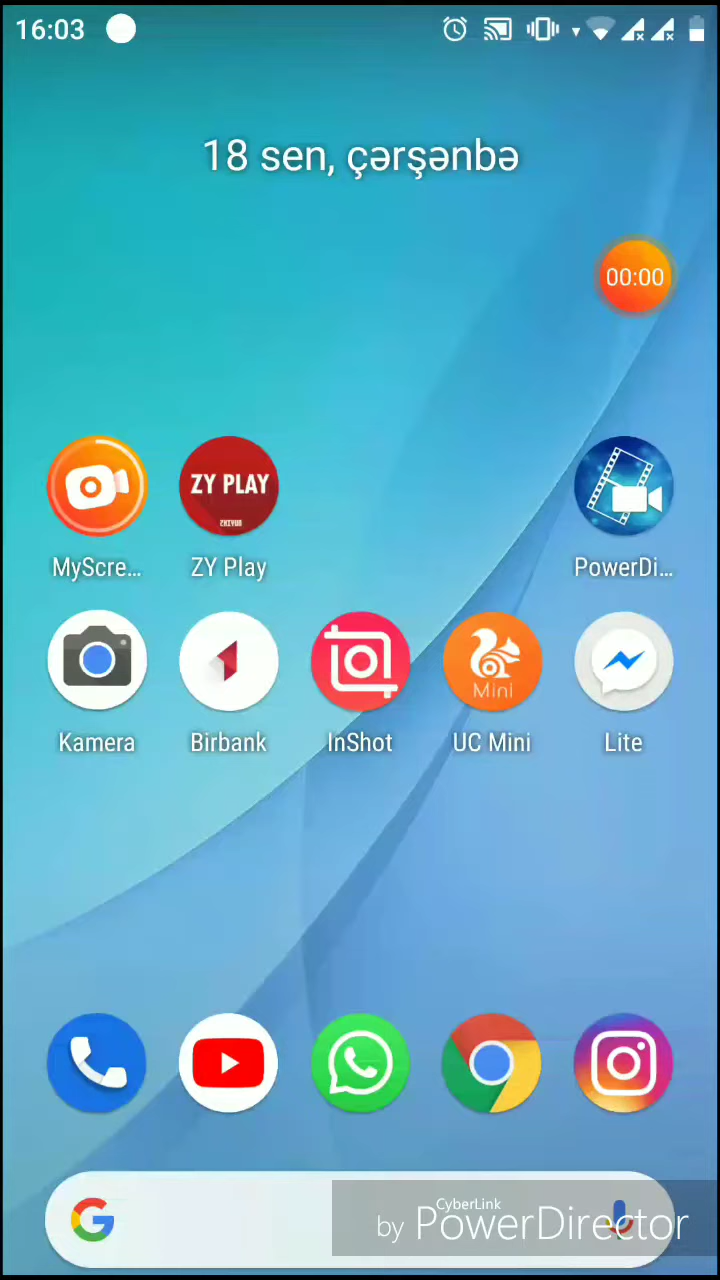 16:03
18 sen, çərşənbə
00:00
ZY PLAY
ZHIYUN
MyScre...
ZY Play
PowerDi...
Mini
Kamera
Birbank
InShot
UC Mini
Lite
CyberLink
by PowerDirector